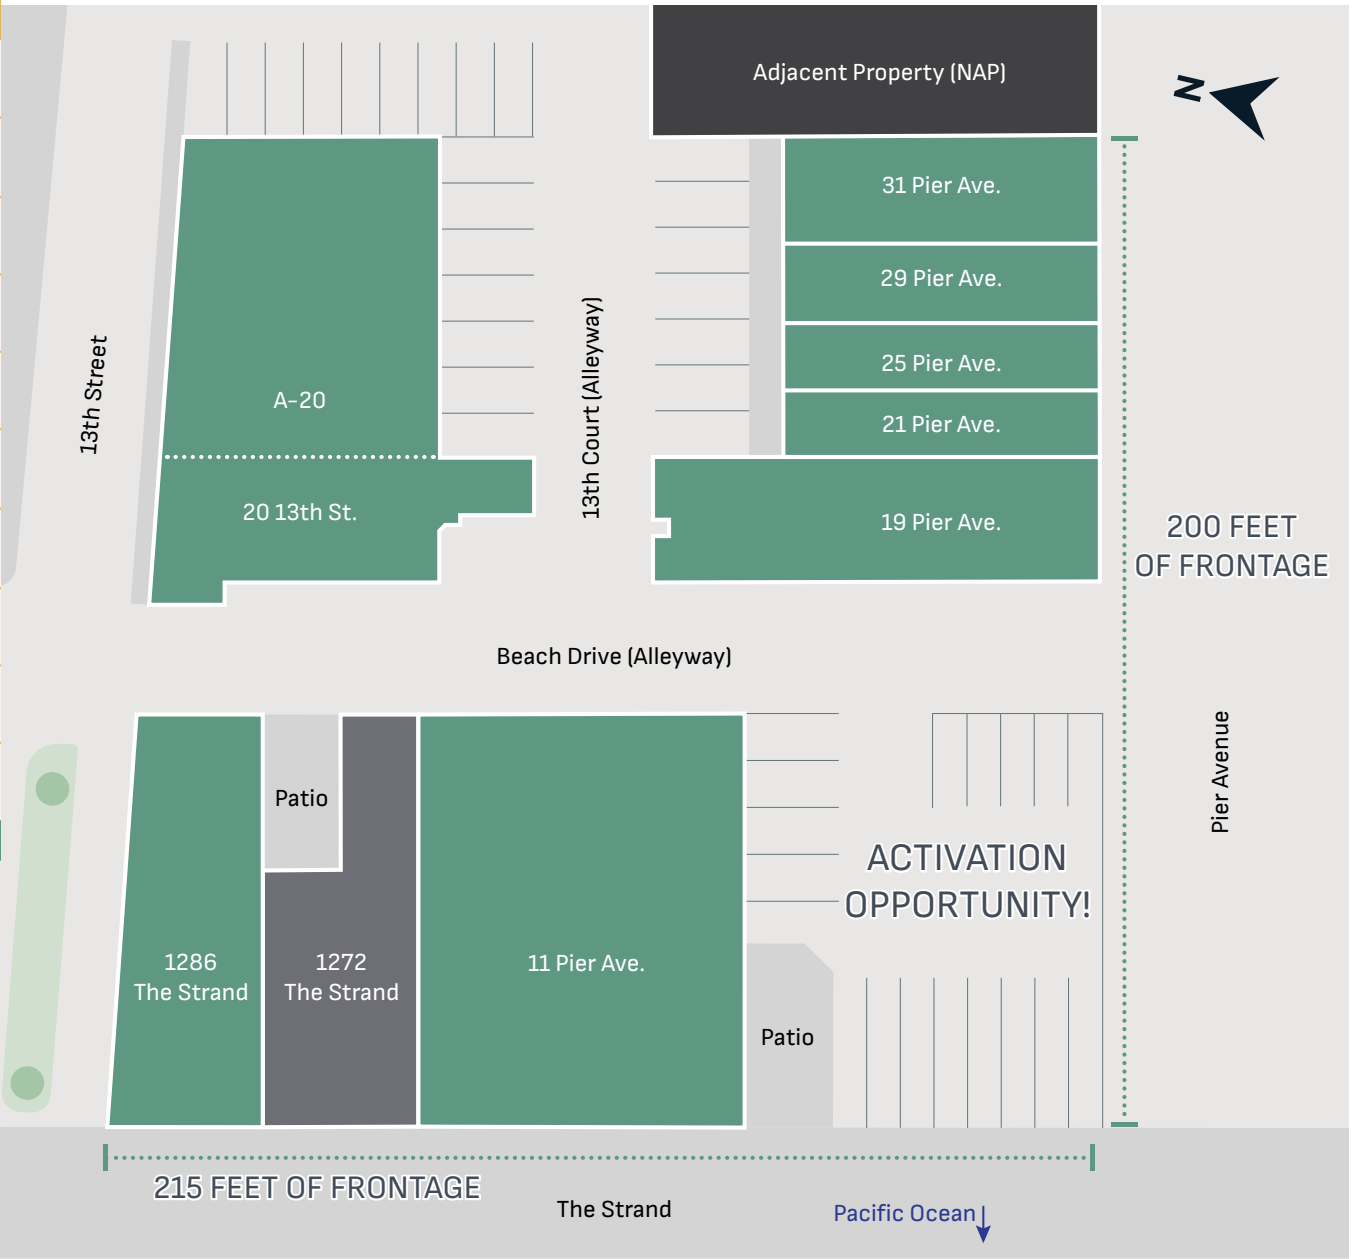 Adjacent Property (NAP)
N
31 Pier Ave.
29 Pier Ave.
25 Pier Ave.
21 Pier Ave.
19 Pier Ave.
13th Street
A-20
20 13th St.
13th Court (Alleyway)
200 FEET
OF FRONTAGE
Beach Drive (Alleyway)
Pier Avenue
Patio
ACTIVATION
OPPORTUNITY!
1286
The Strand
1272
The Strand
11 Pier Ave.
Patio
215 FEET OF FRONTAGE
The Strand
Pacific Ocean